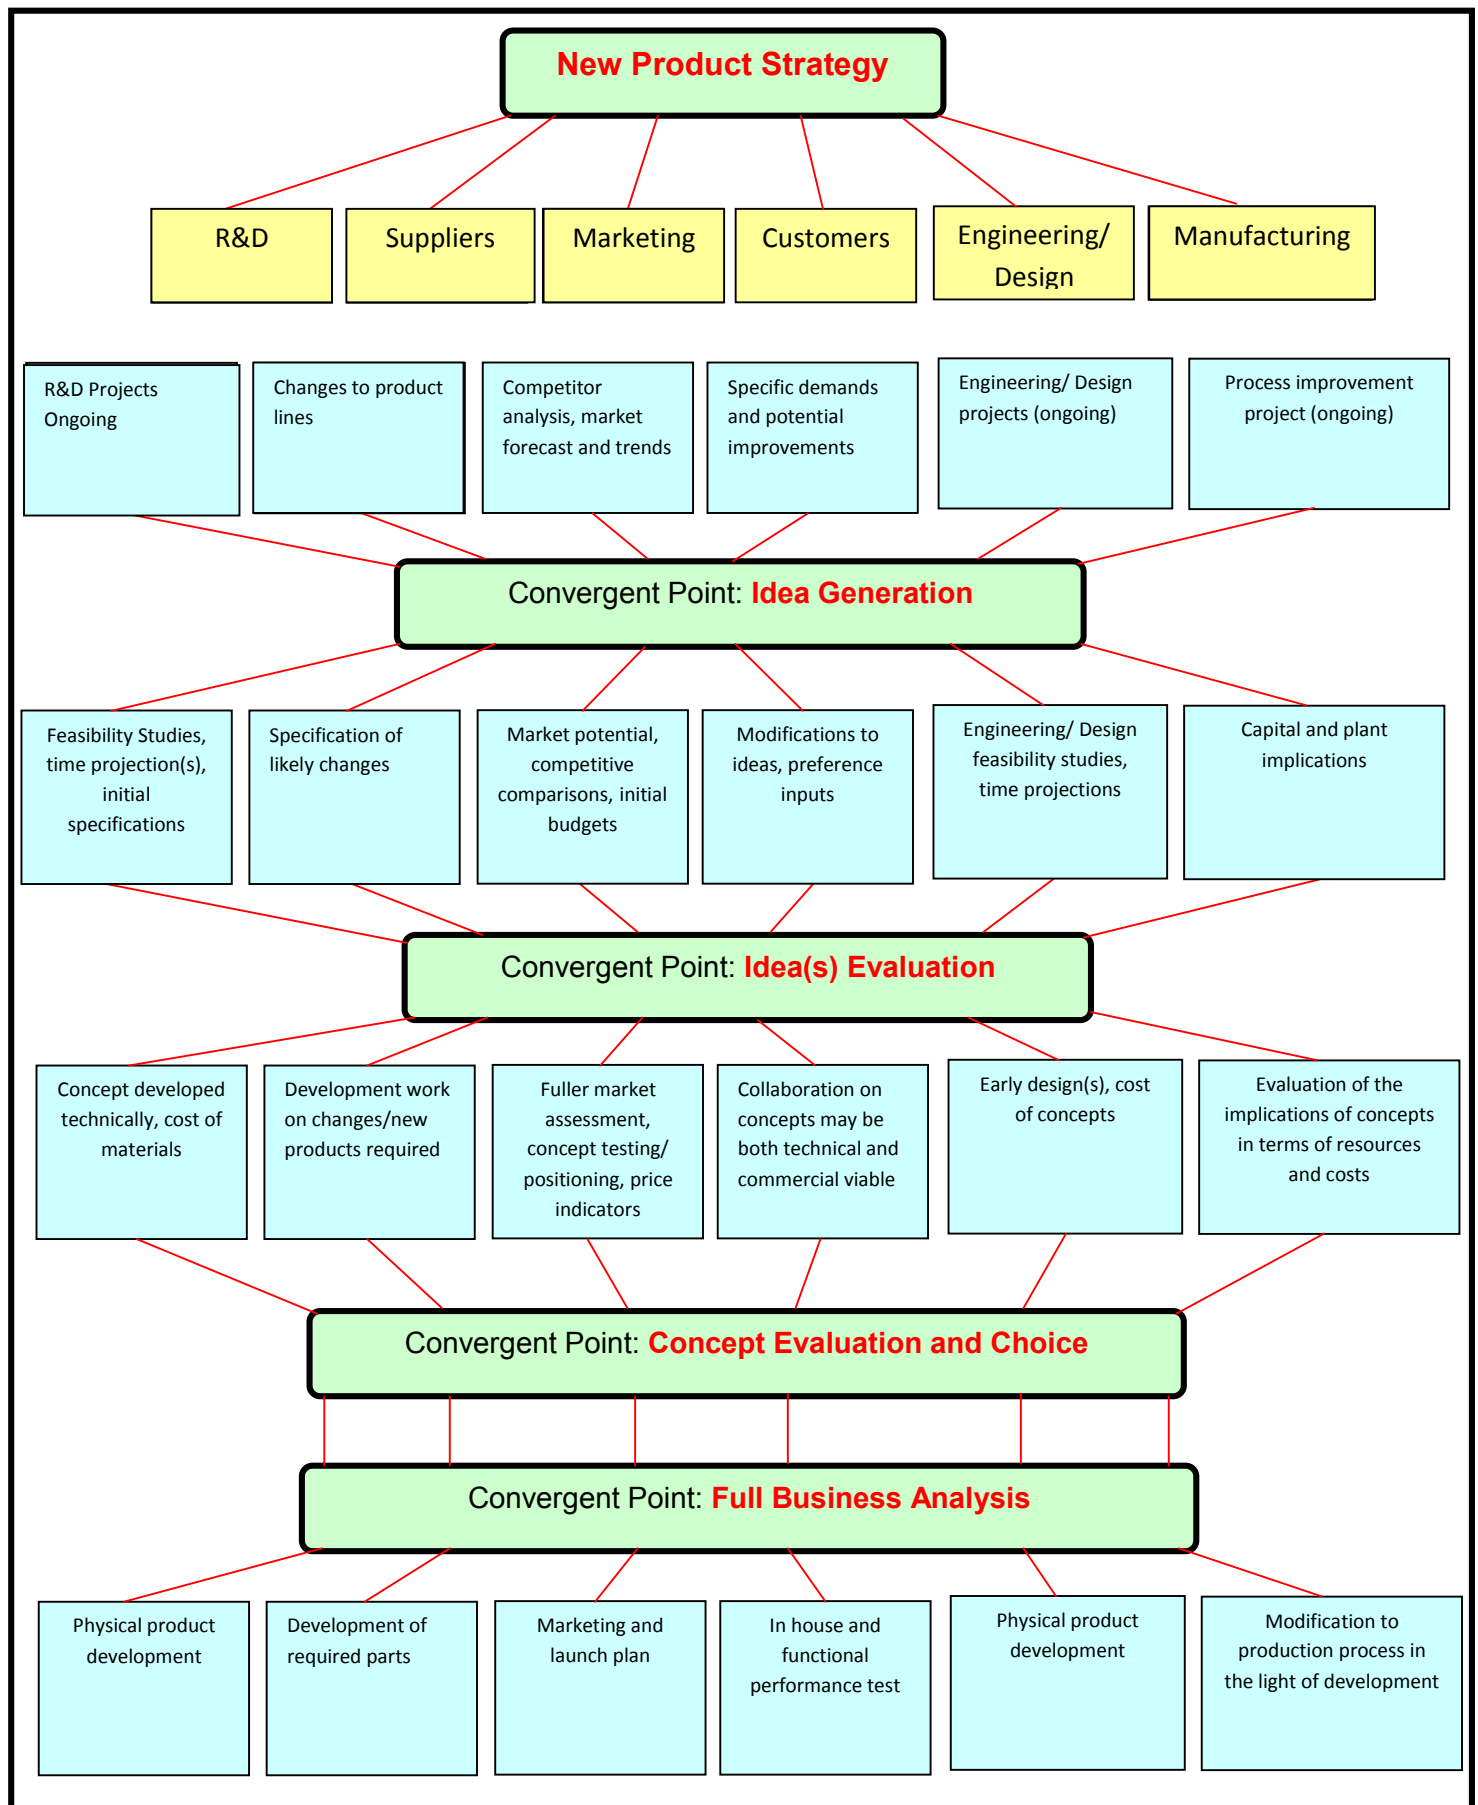 New Product Strategy
R&D
Suppliers
Marketing
Customers
Engineering/
Design
Manufacturing
R&D Projects
Ongoing
Changes to product
lines
Competitor
analysis, market
forecast and trends
Specific demands
and potential
improvements
Engineering/ Design
projects (ongoing)
Process improvement
project (ongoing)
Convergent Point: Idea Generation
Feasibility Studies,
time projection(s),
initial
specifications
Specification of
likely changes
Market potential,
competitive
comparisons, initial
budgets
Modifications to
ideas, preference
inputs
Engineering/ Design
feasibility studies,
time projections
Capital and plant
implications
Convergent Point: Idea(s) Evaluation
Concept developed
technically, cost of
materials
Development work
on changes/new
products required
Fuller market
assessment,
concept testing/
positioning, price
indicators
Collaboration on
concepts may be
both technical and
commercial viable
Early design(s), cost
of concepts
Evaluation of the
implications of concepts
in terms of resources
and costs
Convergent Point: Concept Evaluation and Choice
Convergent Point: Full Business Analysis
Physical product
development
Development of
required parts
Marketing and
launch plan
In house and
functional
performance test
Physical product
development
Modification to
production process in
the light of development